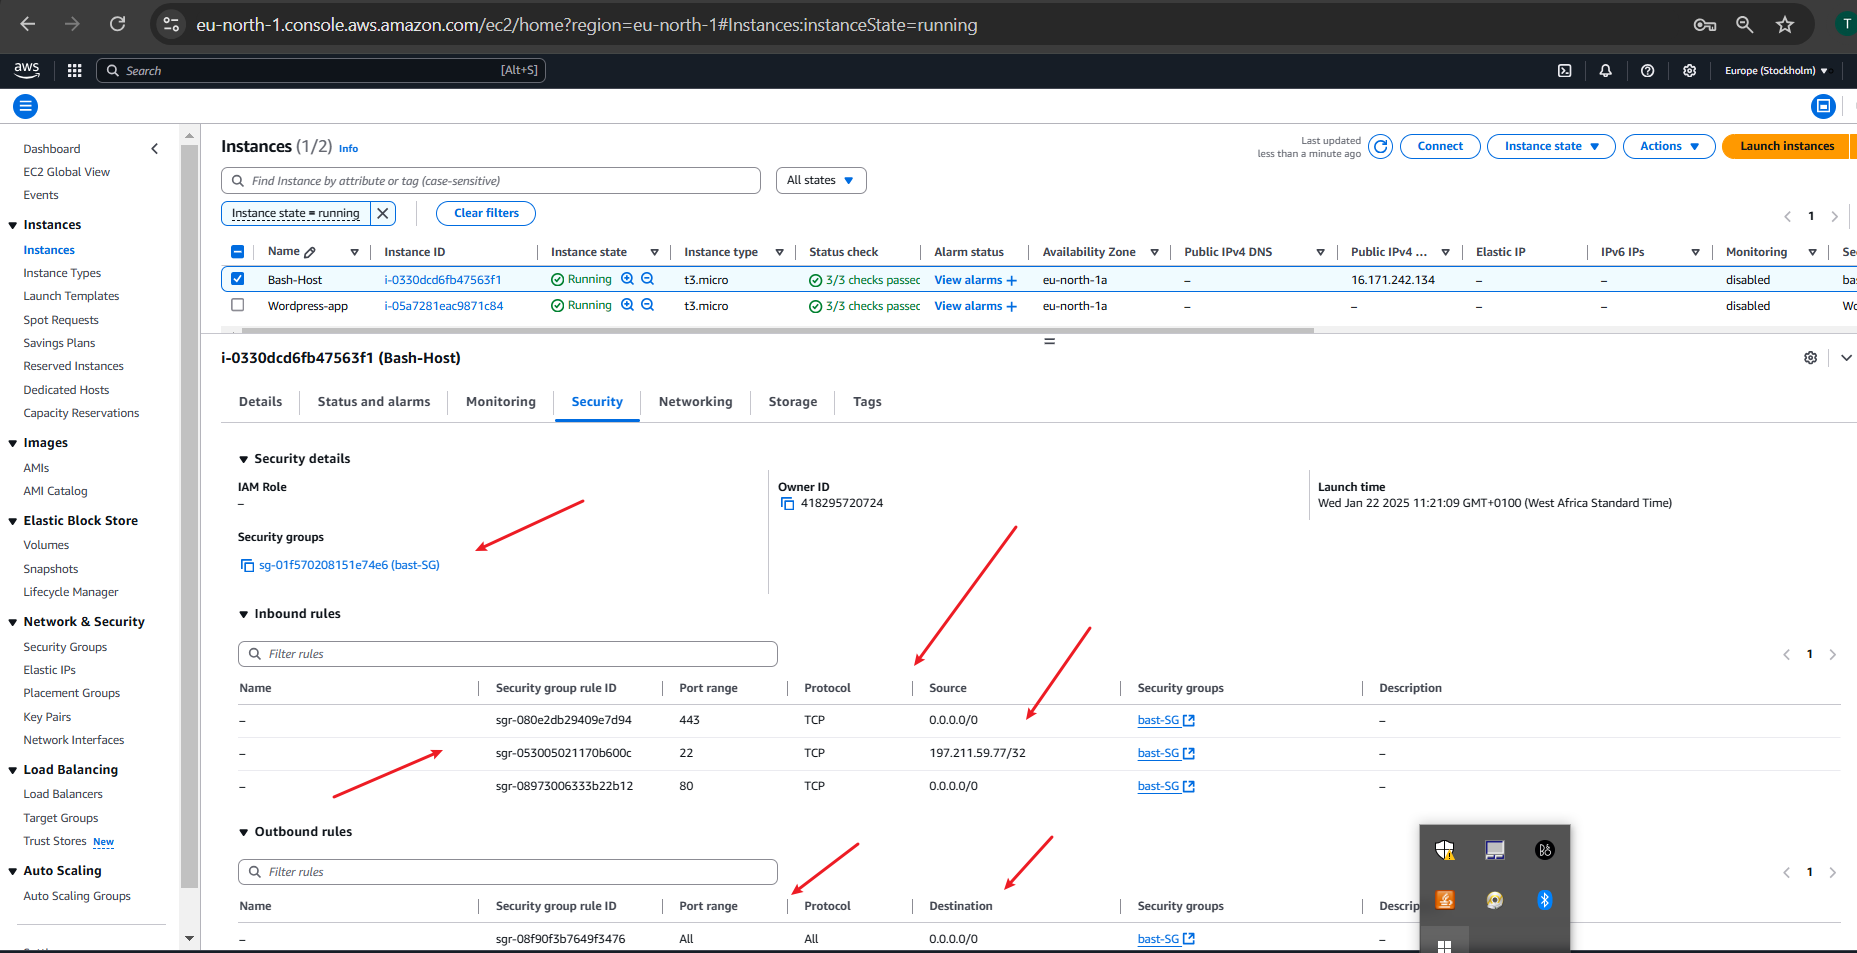 eu-north-1.console.aws.amazon.com/ec2/home?region=eu-north-1#Instances:instanceState=running
T
aws
Search
[Alt+S]
Europe (Stockholm)
Dashboard
EC2 Global View
Events
Instances
Instances
Instance Types
Launch Templates
Spot Requests
Savings Plans
Reserved Instances
Dedicated Hosts
Capacity Reservations
Images
AMIs
AMI Catalog
Elastic Block Store
Volumes
Snapshots
Lifecycle Manager
Network & Security
Security Groups
Elastic IPs
Placement Groups
Key Pairs
Network Interfaces
Load Balancing
Load Balancers
Target Groups
Trust Stores New
Auto Scaling
Auto Scaling Groups
Instances (1/2) Info
Last updated
less than a minute ago
Connect
Instance state
Actions
Launch instances
Find Instance by attribute or tag (case-sensitive)
All states
Instance state = running
Clear filters
1
Name Instance ID Instance state Instance type Status check Alarm status Availability Zone Public IPv4 DNS Public IPv4 ... Elastic IP IPv6 IPs Monitoring Se
Bash-Host i-0330dcd6fb47563f1 Running t3.micro 3/3 checks passec View alarms + eu-north-1a – 16.171.242.134 – – disabled bas
Wordpress-app i-05a7281eac9871c84 Running t3.micro 3/3 checks passec View alarms + eu-north-1a – – – – disabled Wo
i-0330dcd6fb47563f1 (Bash-Host)
Details Status and alarms Monitoring Security Networking Storage Tags
Security details
IAM Role
–
Owner ID
418295720724
Launch time
Wed Jan 22 2025 11:21:09 GMT+0100 (West Africa Standard Time)
Security groups
sg-01f570208151e74e6 (bast-SG)
Inbound rules
Filter rules
1
Name Security group rule ID Port range Protocol Source Security groups Description
– sgr-080e2db29409e7d94 443 TCP 0.0.0.0/0 bast-SG –
– sgr-053005021170b600c 22 TCP 197.211.59.77/32 bast-SG –
– sgr-08973006333b22b12 80 TCP 0.0.0.0/0 bast-SG –
Outbound rules
Filter rules
1
Name Security group rule ID Port range Protocol Destination Security groups Descrip
– sgr-08f90f3b7649f3476 All All 0.0.0.0/0 bast-SG –